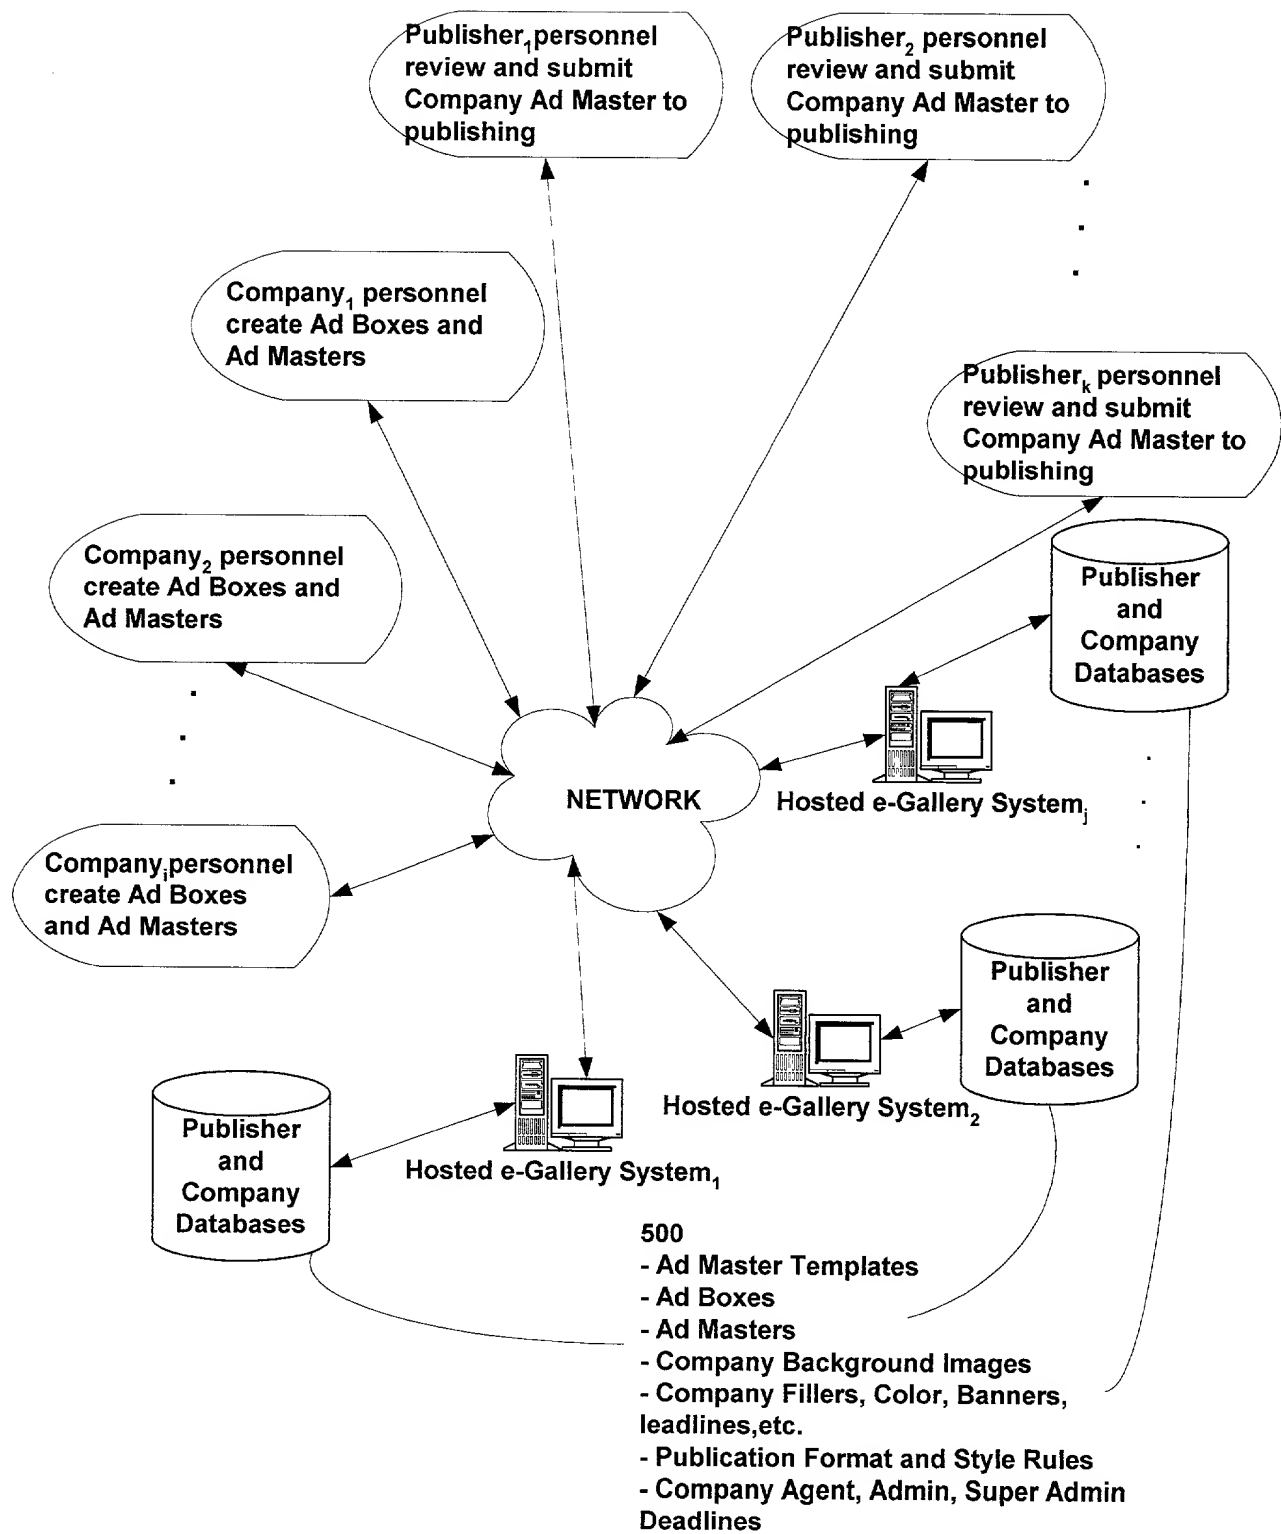 Publisher₁personnel
review and submit
Company Ad Master to
publishing
Publisher₂ personnel
review and submit
Company Ad Master to
publishing
Company₁ personnel
create Ad Boxes and
Ad Masters
Publisherₖ personnel
review and submit
Company Ad Master to
publishing
Company₂ personnel
create Ad Boxes and
Ad Masters
Publisher
and
Company
Databases
NETWORK
Hosted e-Gallery Systemⱼ
Companyᵢpersonnel
create Ad Boxes
and Ad Masters
Publisher
and
Company
Databases
Hosted e-Gallery System₂
Publisher
and
Company
Databases
Hosted e-Gallery System₁
500
- Ad Master Templates
- Ad Boxes
- Ad Masters
- Company Background Images
- Company Fillers, Color, Banners,
leadlines,etc.
- Publication Format and Style Rules
- Company Agent, Admin, Super Admin
Deadlines